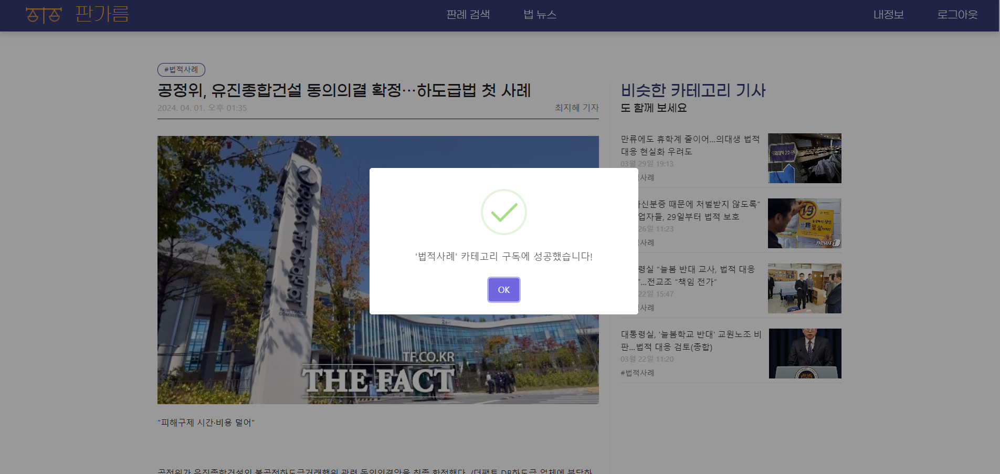 판가름
판례 검색
법 뉴스
내정보
로그아웃
#법적사례
공정위, 유진종합건설 동의의결 확정…하도급법 첫 사례
2024. 04. 01. 오후 01:35
최지혜 기자
공정거래위원회
FAIR TRADE
COMMISSION
TF.CO.KR
THE FACT
"피해구제 시간·비용 덜어"
공정위가 유진종합건설의 불공정하도급거래행위 관련 동의의결안을 최종 확정했다. /더팩트 DB하도급 업체에 부당하
'법적사례' 카테고리 구독에 성공했습니다!
OK
비슷한 카테고리 기사
도 함께 보세요
만류에도 휴학계 줄이어...의대생 법적
대응 현실화 우려도
03월 29일 19:13
사례
신분증 때문에 처벌받지 않도록"
업자들, 29일부터 법적 보호
26일 11:23
사례
19
news1
령실 “늘봄 반대 교사, 법적 대응
”...전교조 “책임 전가”
22일 15:47
사례
대통령실, '늘봄학교 반대' 교원노조 비
판...법적 대응 검토(종합)
03월 22일 11:20
#법적사례